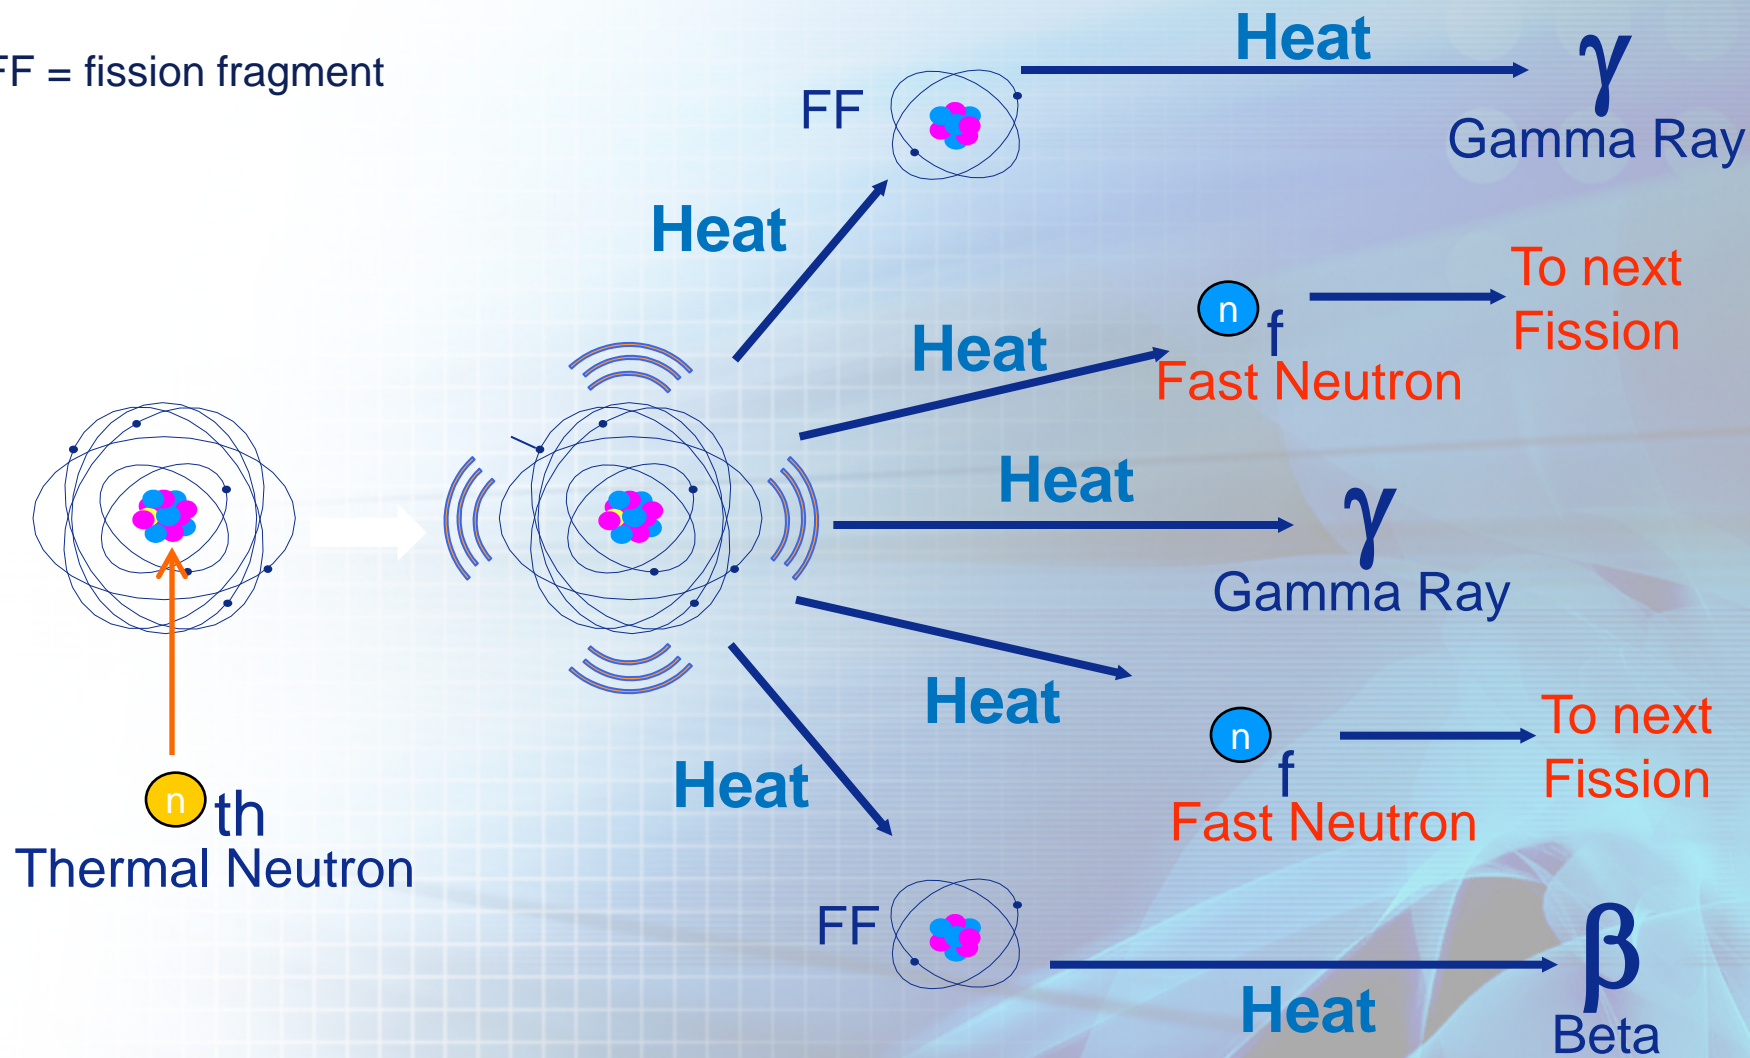 FF = fission fragment
Heat
γ
Gamma Ray
FF
Heat
To next
Fission
n
f
Fast Neutron
Heat
Heat
γ
Gamma Ray
Heat
n
f
Fast Neutron
To next
Fission
Heat
n
th
Thermal Neutron
FF
β
Beta
Heat